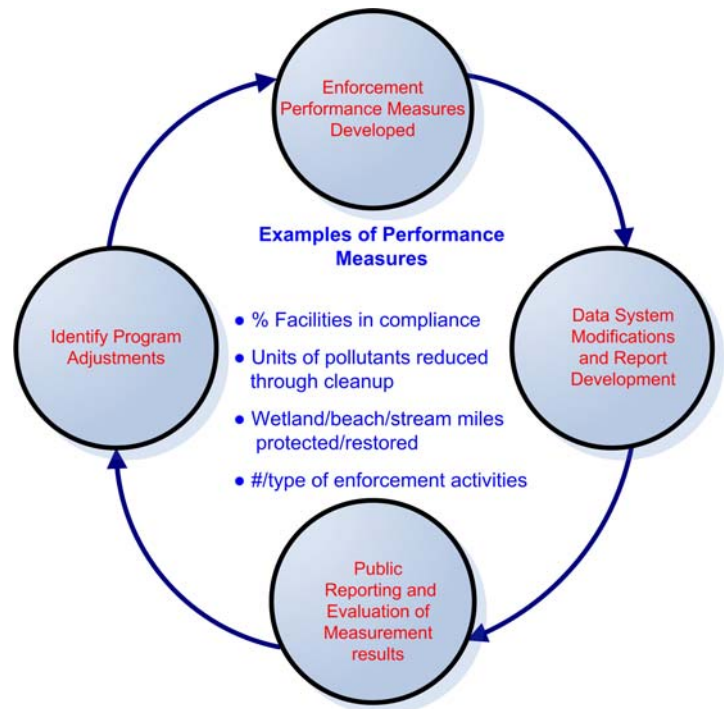 Enforcement
Performance Measures
Developed
Examples of Performance
Measures
Identify Program
Adjustments
● % Facilities in compliance
● Units of pollutants reduced
through cleanup
● Wetland/beach/stream miles
protected/restored
● #/type of enforcement activities
Data System
Modifications
and Report
Development
Public
Reporting and
Evaluation of
Measurement
results